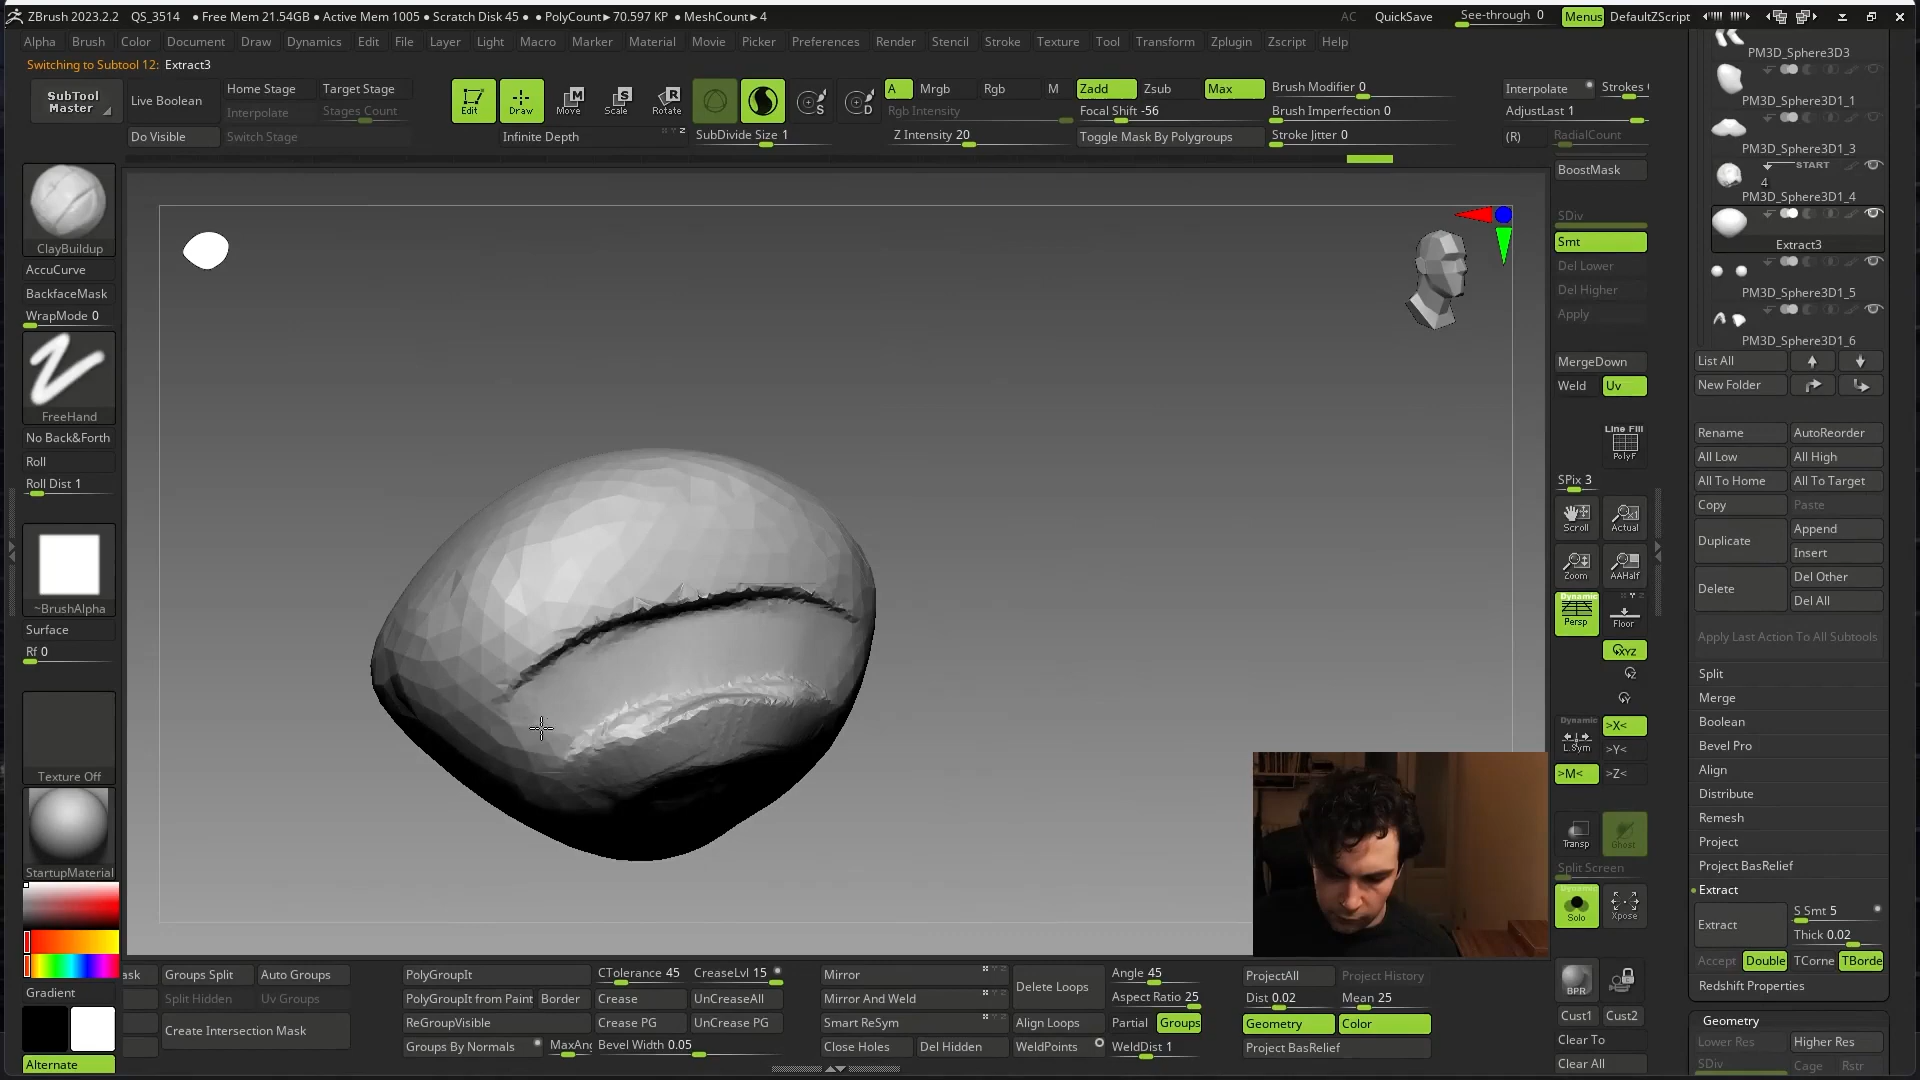 ZBrush 2023.2.2 QS_3514 ● Free Mem 21.54GB ● Active Mem 1005 ● Scratch Disk 45 ● ● PolyCount► 70.597 KP ● MeshCount► 4
AC QuickSave See-through 0 Menus DefaultZScript
Alpha Brush Color Document Draw Dynamics Edit File Layer Light Macro Marker Material Movie Picker Preferences Render Stencil Stroke Texture Tool Transform Zplugin Zscript Help
Switching to Subtool 12: Extract3
SubTool Master
Live Boolean
Do Visible
Home Stage
Target Stage
Interpolate
Stages Count
Switch Stage
Edit
Draw
Move
Scale
Rotate
Infinite Depth
SubDivide Size 1
A
Mrgb
Rgb
M
Zadd
Zsub
Max
Rgb Intensity
Focal Shift -56
Z Intensity 20
Toggle Mask By Polygroups
Brush Modifier 0
Brush Imperfection 0
Stroke Jitter 0
Interpolate
Strokes
AdjustLast 1
(R)
RadialCount
ClayBuildup
AccuCurve
BackfaceMask
WrapMode 0
FreeHand
No Back&Forth
Roll
Roll Dist 1
~BrushAlpha
Surface
Rf 0
Texture Off
StartupMaterial
Gradient
Alternate
BoostMask
SDiv
Smt
Del Lower
Del Higher
Apply
MergeDown
Weld
Uv
Line Fill
PolyF
SPix 3
Scroll
Actual
Zoom
AAHalf
Dynamic
Persp
Floor
XYZ
Dynamic
L.Sym
>X<
>Y<
>M<
>Z<
Transp
Ghost
Split Screen
Dynamic
Solo
Xpose
BPR
Cust1
Cust2
Clear To
Clear All
PM3D_Sphere3D3
PM3D_Sphere3D1_1
PM3D_Sphere3D1_3
START
4
PM3D_Sphere3D1_4
Extract3
PM3D_Sphere3D1_5
PM3D_Sphere3D1_6
List All
New Folder
Rename
AutoReorder
All Low
All High
All To Home
All To Target
Copy
Paste
Duplicate
Append
Insert
Delete
Del Other
Del All
Apply Last Action To All Subtools
Split
Merge
Boolean
Bevel Pro
Align
Distribute
Remesh
Project
Project BasRelief
Extract
Extract
S Smt 5
Thick 0.02
Accept
Double
TCorne
TBorde
Redshift Properties
Geometry
Lower Res
Higher Res
SDiv
Cage
Rstr
ask
Groups Split
Auto Groups
Split Hidden
Uv Groups
Create Intersection Mask
PolyGroupIt
PolyGroupIt from Paint
Border
ReGroupVisible
Groups By Normals
MaxAng
CTolerance 45
CreaseLvl 15
Crease
UnCreaseAll
Crease PG
UnCrease PG
Bevel Width 0.05
Mirror
Mirror And Weld
Smart ReSym
Close Holes
Del Hidden
Delete Loops
Align Loops
WeldPoints
Angle 45
Aspect Ratio 25
Partial
Groups
WeldDist 1
ProjectAll
Project History
Dist 0.02
Mean 25
Geometry
Color
Project BasRelief